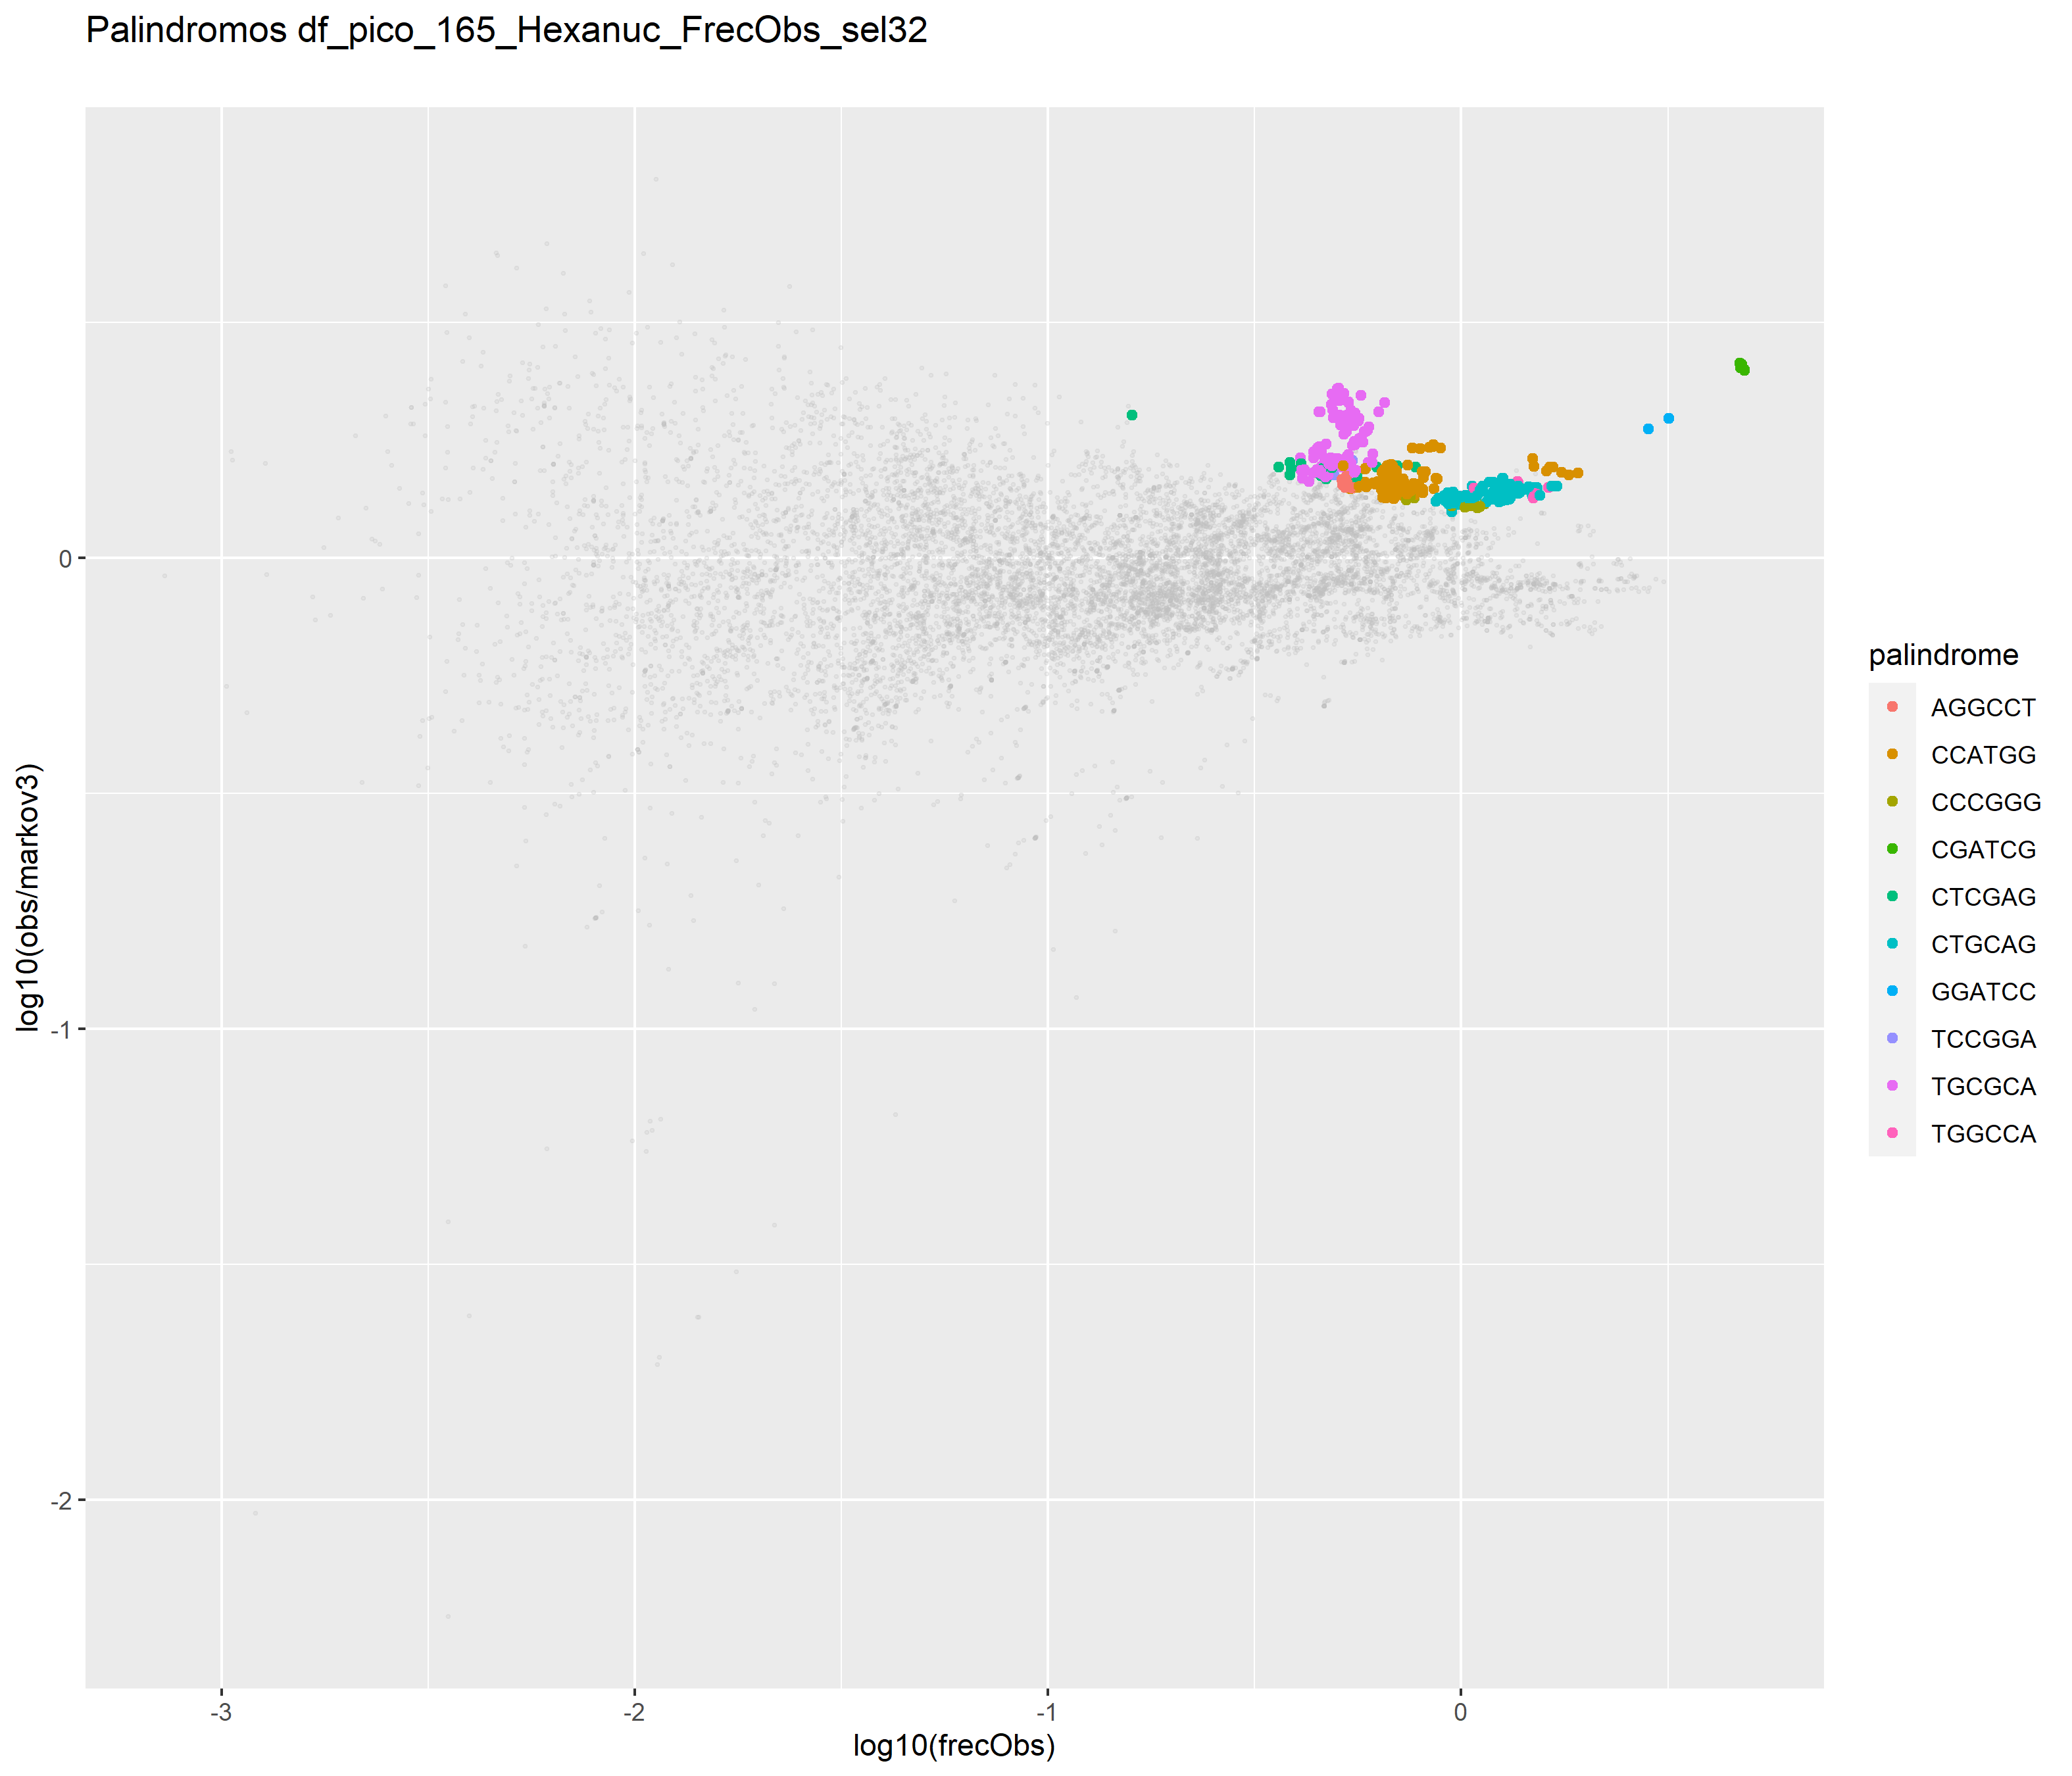 Palindromos df_pico_165_Hexanuc_FrecObs_sel32
log10(obs/markov3)
0
-1
-2
-3
-2
-1
0
log10(frecObs)
palindrome
AGGCCT
CCATGG
CCCGGG
CGATCG
CTCGAG
CTGCAG
GGATCC
TCCGGA
TGCGCA
TGGCCA